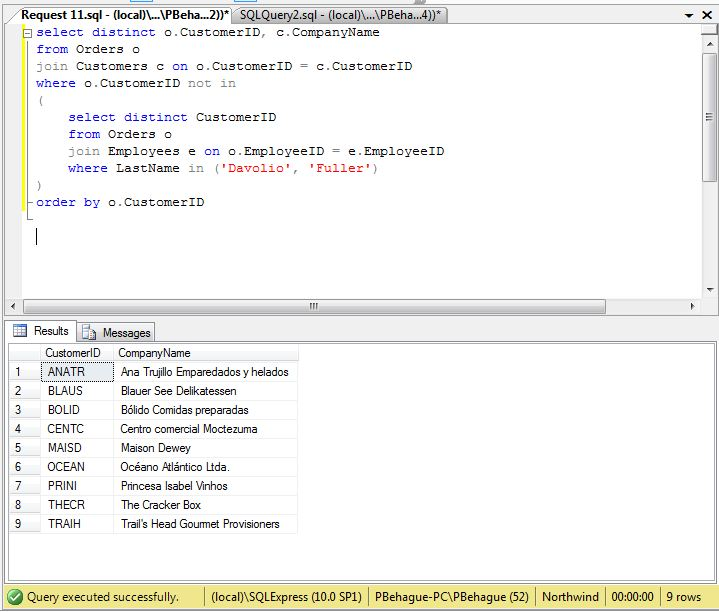 Request 11.sql - (local)\...\PBeha...2))* SQLQuery2.sql - (local)\...\PBeha...4))*
select distinct o.CustomerID, c.CompanyName
from Orders o
join Customers c on o.CustomerID = c.CustomerID
where o.CustomerID not in
(
select distinct CustomerID
from Orders o
join Employees e on o.EmployeeID = e.EmployeeID
where LastName in ('Davolio', 'Fuller')
)
order by o.CustomerID
Results Messages
CustomerID CompanyName
1 ANATR Ana Trujillo Emparedados y helados
2 BLAUS Blauer See Delikatessen
3 BOLID Bólido Comidas preparadas
4 CENTC Centro comercial Moctezuma
5 MAISD Maison Dewey
6 OCEAN Océano Atlántico Ltda.
7 PRINI Princesa Isabel Vinhos
8 THECR The Cracker Box
9 TRAIH Trail's Head Gourmet Provisioners
Query executed successfully. (local)\SQLExpress (10.0 SP1) PBehague-PC\PBehague (52) Northwind 00:00:00 9 rows